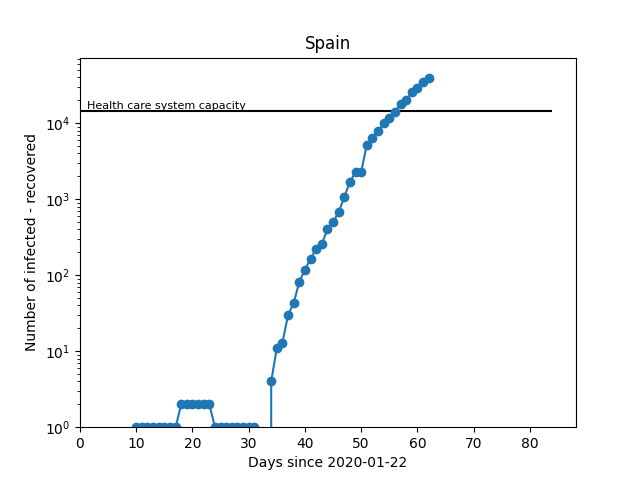 Spain
Health care system capacity
Number of infected - recovered
10^4
10^3
10^2
10^1
10^0
0 10 20 30 40 50 60 70 80
Days since 2020-01-22